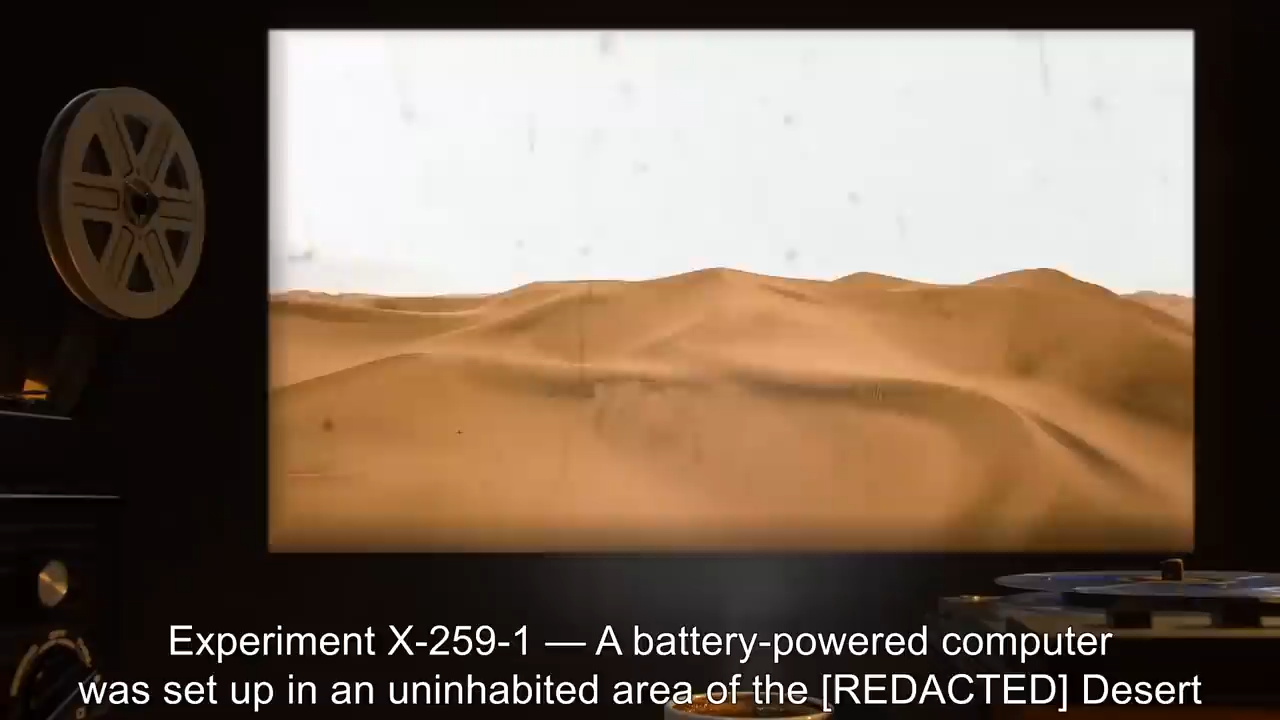 Experiment X-259-1 — A battery-powered computer
was set up in an uninhabited area of the [REDACTED] Desert